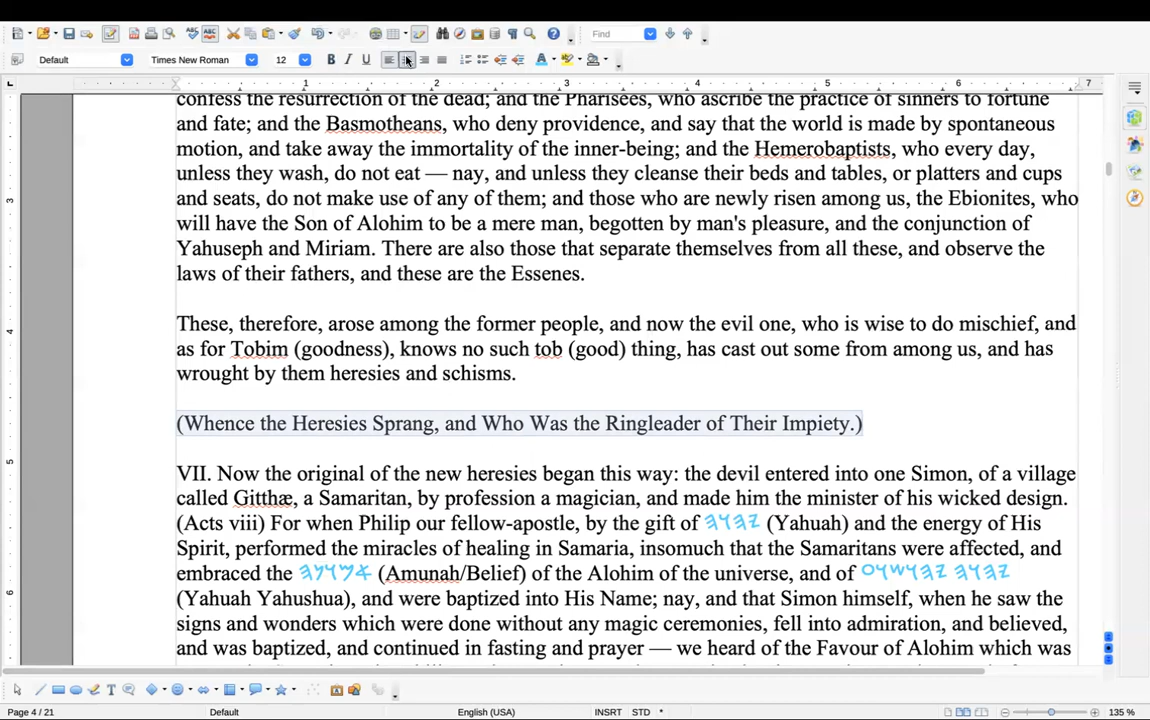 Find
Default
Times New Roman
12
1 2 3 4 5 6 7
confess the resurrection of the dead; and the Pharisees, who ascribe the practice of sinners to fortune
and fate; and the Basmotheans, who deny providence, and say that the world is made by spontaneous
motion, and take away the immortality of the inner-being; and the Hemerobaptists, who every day,
unless they wash, do not eat — nay, and unless they cleanse their beds and tables, or platters and cups
and seats, do not make use of any of them; and those who are newly risen among us, the Ebionites, who
will have the Son of Alohim to be a mere man, begotten by man's pleasure, and the conjunction of
Yahuseph and Miriam. There are also those that separate themselves from all these, and observe the
laws of their fathers, and these are the Essenes.
These, therefore, arose among the former people, and now the evil one, who is wise to do mischief, and
as for Tobim (goodness), knows no such tob (good) thing, has cast out some from among us, and has
wrought by them heresies and schisms.
(Whence the Heresies Sprang, and Who Was the Ringleader of Their Impiety.)
VII. Now the original of the new heresies began this way: the devil entered into one Simon, of a village
called Gitthæ, a Samaritan, by profession a magician, and made him the minister of his wicked design.
(Acts viii) For when Philip our fellow-apostle, by the gift of 𐤉𐤄𐤅𐤄 (Yahuah) and the energy of His
Spirit, performed the miracles of healing in Samaria, insomuch that the Samaritans were affected, and
embraced the 𐤀𐤌𐤅𐤍𐤄 (Amunah/Belief) of the Alohim of the universe, and of 𐤉𐤄𐤅𐤄 𐤉𐤄𐤅𐤔𐤅𐤏
(Yahuah Yahushua), and were baptized into His Name; nay, and that Simon himself, when he saw the
signs and wonders which were done without any magic ceremonies, fell into admiration, and believed,
and was baptized, and continued in fasting and prayer — we heard of the Favour of Alohim which was
Page 4 / 21
Default
English (USA)
INSRT
STD
*
135 %